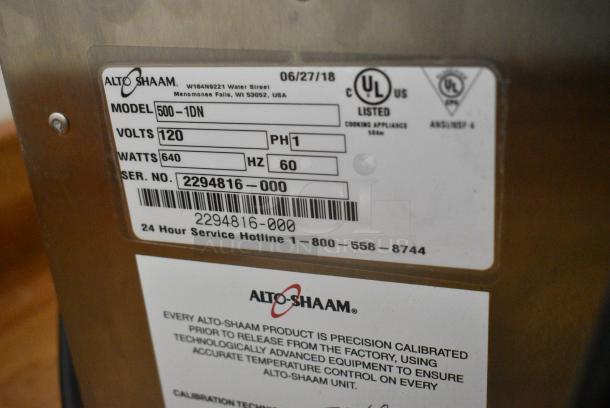 ALTO SHAAM
06/27/18
W164N9221 Water Street
Menomonee Falls, WI 53052, USA
C UL US
LISTED
COOKING APPLIANCE
ANSI/NSF 4
MODEL 500-1DN
VOLTS 120 PH 1
WATTS 640 HZ 60
SER. NO. 2294816-000
2294816-000
24 Hour Service Hotline 1-800-558-8744
AUCTION GROUP
ALTO-SHAAM®
EVERY ALTO-SHAAM PRODUCT IS PRECISION CALIBRATED
PRIOR TO RELEASE FROM THE FACTORY, USING
TECHNOLOGICALLY ADVANCED EQUIPMENT TO ENSURE
ACCURATE TEMPERATURE CONTROL ON EVERY
ALTO-SHAAM UNIT.
CALIBRATION